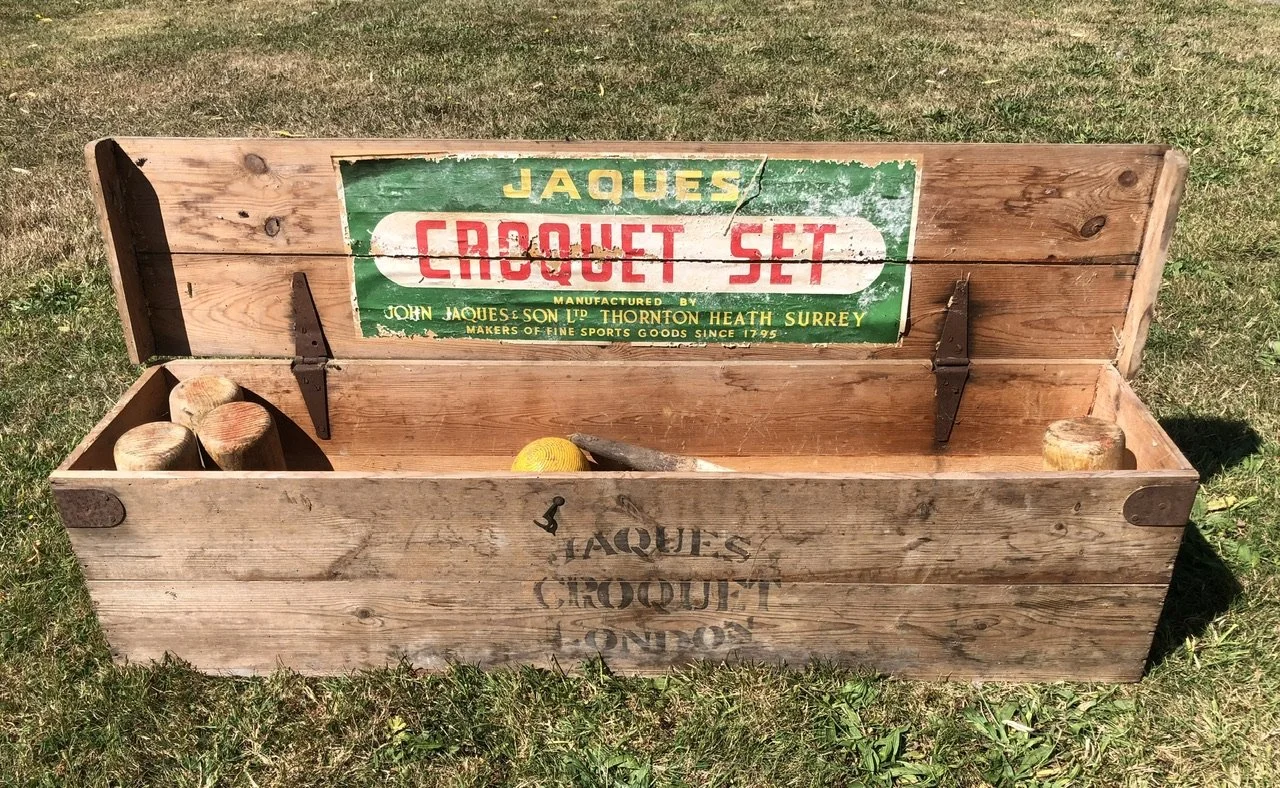 JAQUES
CROQUET SET
MANUFACTURED BY
JOHN JAQUES & SON LTD THORNTON HEATH SURREY
MAKERS OF FINE SPORTS GOODS SINCE 1795
JAQUES
CROQUET
LONDON